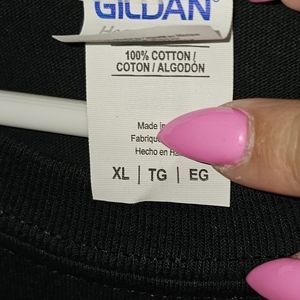 GILDAN®
100% COTTON /
COTON / ALGODÓN
Made in
Fabriqué
Hecho en
XL | TG | EG